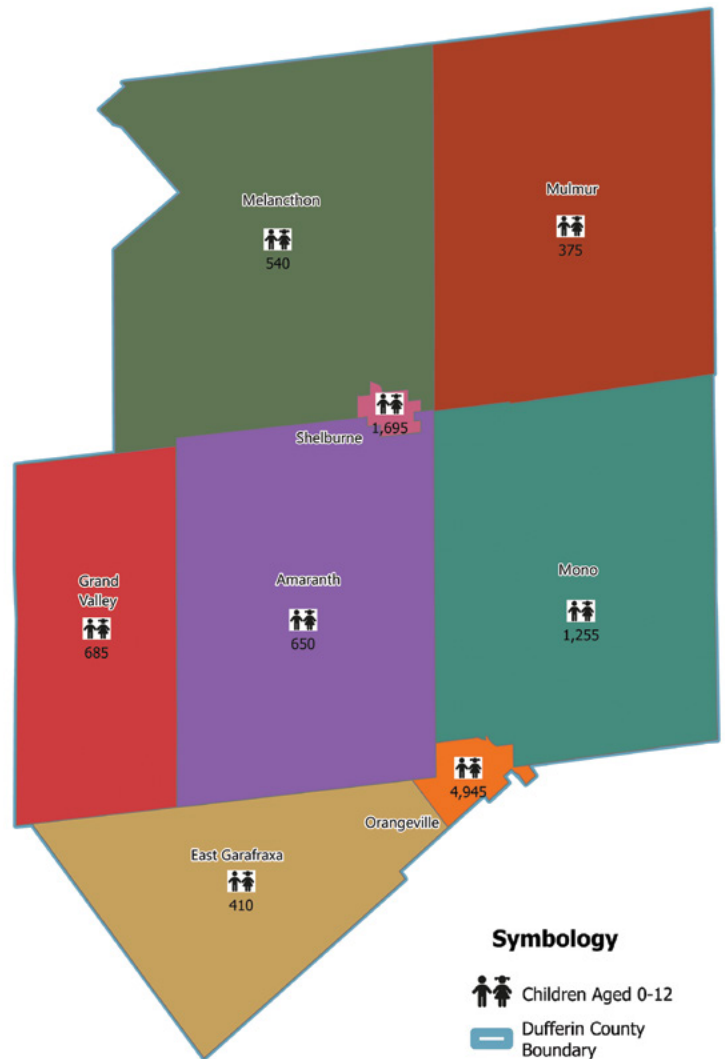 Melancthon
540
Mulmur
375
1,695
Shelburne
Grand
Valley
685
Amaranth
650
Mono
1,255
4,945
Orangeville
East Garafraxa
410
Symbology
Children Aged 0-12
Dufferin County
Boundary